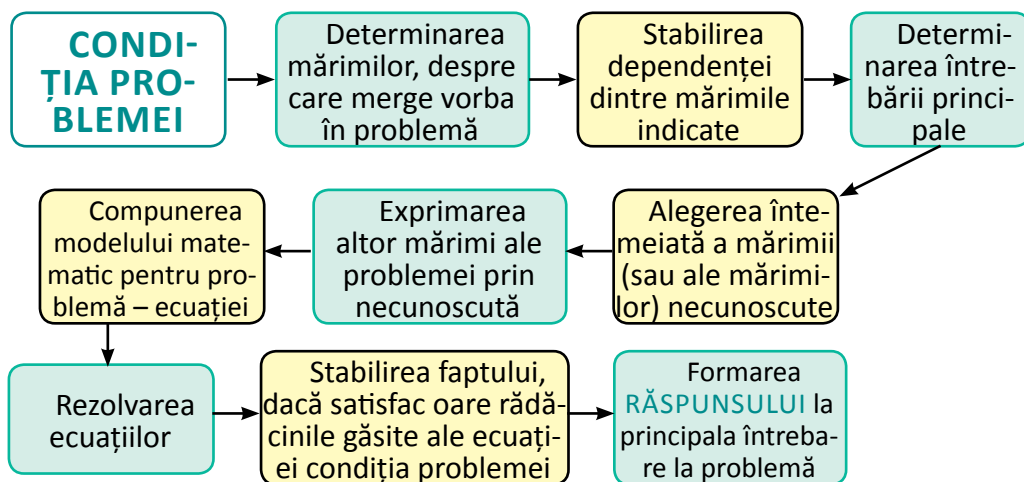 CONDI-
ȚIA PRO-
BLEMEI
Determinarea
mărimilor, despre
care merge vorba
în problemă
Stabilirea
dependenței
dintre mărimile
indicate
Determi-
narea între-
bării princi-
pale
Alegerea înte-
meiată a mărimii
(sau ale mărimi-
lor) necunoscute
Exprimarea
altor mărimi ale
problemei prin
necunoscută
Compunerea
modelului mate-
matic pentru pro-
blemă – ecuației
Rezolvarea
ecuațiilor
Stabilirea faptului,
dacă satisfac oare rădă-
cinile găsite ale ecuați-
ei condiția problemei
Formarea
RĂSPUNSULUI la
principala întreba-
re la problemă